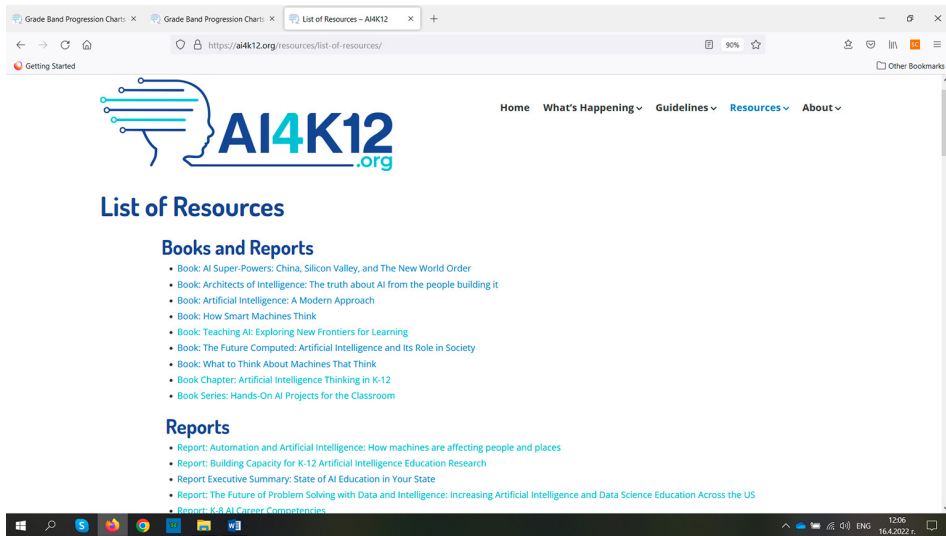 Grade Band Progression Charts
Grade Band Progression Charts
List of Resources – AI4K12
https://ai4k12.org/resources/list-of-resources/
90%
Getting Started
Other Bookmarks
AI4K12
.org
Home What's Happening Guidelines Resources About
List of Resources
Books and Reports
Book: AI Super-Powers: China, Silicon Valley, and The New World Order
Book: Architects of Intelligence: The truth about AI from the people building it
Book: Artificial Intelligence: A Modern Approach
Book: How Smart Machines Think
Book: Teaching AI: Exploring New Frontiers for Learning
Book: The Future Computed: Artificial Intelligence and Its Role in Society
Book: What to Think About Machines That Think
Book Chapter: Artificial Intelligence Thinking in K-12
Book Series: Hands-On AI Projects for the Classroom
Reports
Report: Automation and Artificial Intelligence: How machines are affecting people and places
Report: Building Capacity for K-12 Artificial Intelligence Education Research
Report Executive Summary: State of AI Education in Your State
Report: The Future of Problem Solving with Data and Intelligence: Increasing Artificial Intelligence and Data Science Education Across the US
Report: K-8 AI Career Competencies
ENG
12:06
16.4.2022 г.